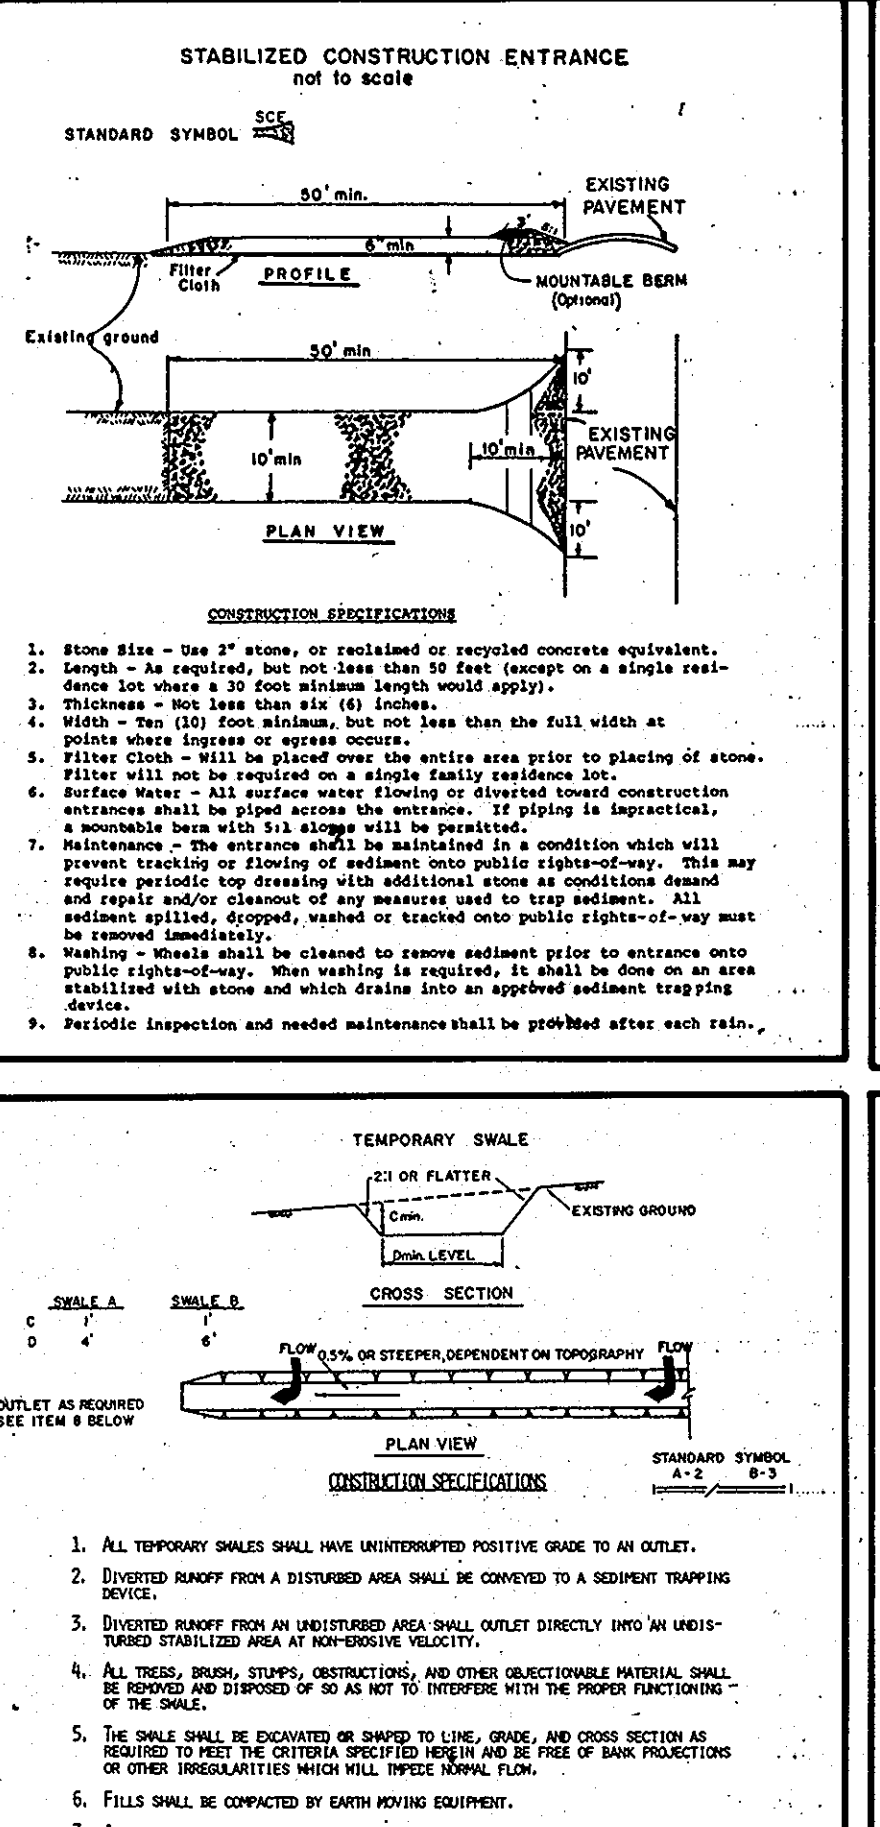 STABILIZED CONSTRUCTION ENTRANCE
not to scale
STANDARD SYMBOL SCE
50' min.
EXISTING
PAVEMENT
3'
5:1
6" min
Filter
Cloth
PROFILE
MOUNTABLE BERM
(Optional)
Existing ground
50' min
10'
EXISTING
PAVEMENT
10' min
10' min
10'
PLAN VIEW
CONSTRUCTION SPECIFICATIONS
1. Stone Size - Use 2" stone, or reclaimed or recycled concrete equivalent.
2. Length - As required, but not less than 50 feet (except on a single resi-
dence lot where a 30 foot minimum length would apply).
3. Thickness - Not less than six (6) inches.
4. Width - Ten (10) foot minimum, but not less than the full width at
points where ingress or egress occurs.
5. Filter Cloth - Will be placed over the entire area prior to placing of stone.
Filter will not be required on a single family residence lot.
6. Surface Water - All surface water flowing or diverted toward construction
entrances shall be piped across the entrance. If piping is impractical,
a mountable berm with 5:1 slopes will be permitted.
7. Maintenance - The entrance shall be maintained in a condition which will
prevent tracking or flowing of sediment onto public rights-of-way. This may
require periodic top dressing with additional stone as conditions demand
and repair and/or cleanout of any measures used to trap sediment. All
sediment spilled, dropped, washed or tracked onto public rights-of-way must
be removed immediately.
8. Washing - Wheels shall be cleaned to remove sediment prior to entrance onto
public rights-of-way. When washing is required, it shall be done on an area
stabilized with stone and which drains into an approved sediment trapping
device.
9. Periodic inspection and needed maintenance shall be provided after each rain.
TEMPORARY SWALE
2:1 OR FLATTER
C min.
EXISTING GROUND
D min. LEVEL
CROSS SECTION
SWALE A SWALE B
C 1' 1'
D 4' 6'
FLOW 0.5% OR STEEPER, DEPENDENT ON TOPOGRAPHY FLOW
OUTLET AS REQUIRED
SEE ITEM 8 BELOW
PLAN VIEW
STANDARD SYMBOL
A-2 B-3
CONSTRUCTION SPECIFICATIONS
1. ALL TEMPORARY SWALES SHALL HAVE UNINTERRUPTED POSITIVE GRADE TO AN OUTLET.
2. DIVERTED RUNOFF FROM A DISTURBED AREA SHALL BE CONVEYED TO A SEDIMENT TRAPPING
DEVICE.
3. DIVERTED RUNOFF FROM AN UNDISTURBED AREA SHALL OUTLET DIRECTLY INTO AN UNDIS-
TURBED STABILIZED AREA AT NON-EROSIVE VELOCITY.
4. ALL TREES, BRUSH, STUMPS, OBSTRUCTIONS, AND OTHER OBJECTIONABLE MATERIAL SHALL
BE REMOVED AND DISPOSED OF SO AS NOT TO INTERFERE WITH THE PROPER FUNCTIONING
OF THE SWALE.
5. THE SWALE SHALL BE EXCAVATED OR SHAPED TO LINE, GRADE, AND CROSS SECTION AS
REQUIRED TO MEET THE CRITERIA SPECIFIED HEREIN AND BE FREE OF BANK PROJECTIONS
OR OTHER IRREGULARITIES WHICH WILL IMPEDE NORMAL FLOW.
6. FILLS SHALL BE COMPACTED BY EARTH MOVING EQUIPMENT.